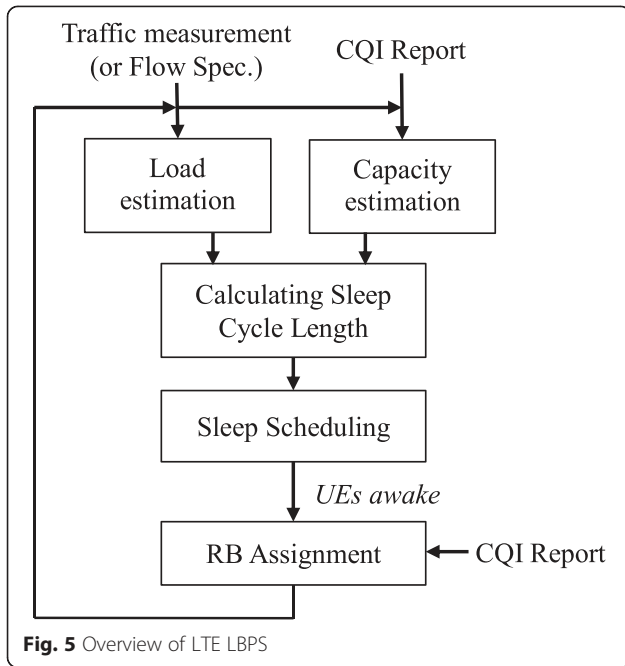 Traffic measurement
(or Flow Spec.)
CQI Report
Load
estimation
Capacity
estimation
Calculating Sleep
Cycle Length
Sleep Scheduling
UEs awake
RB Assignment
CQI Report
Fig. 5 Overview of LTE LBPS